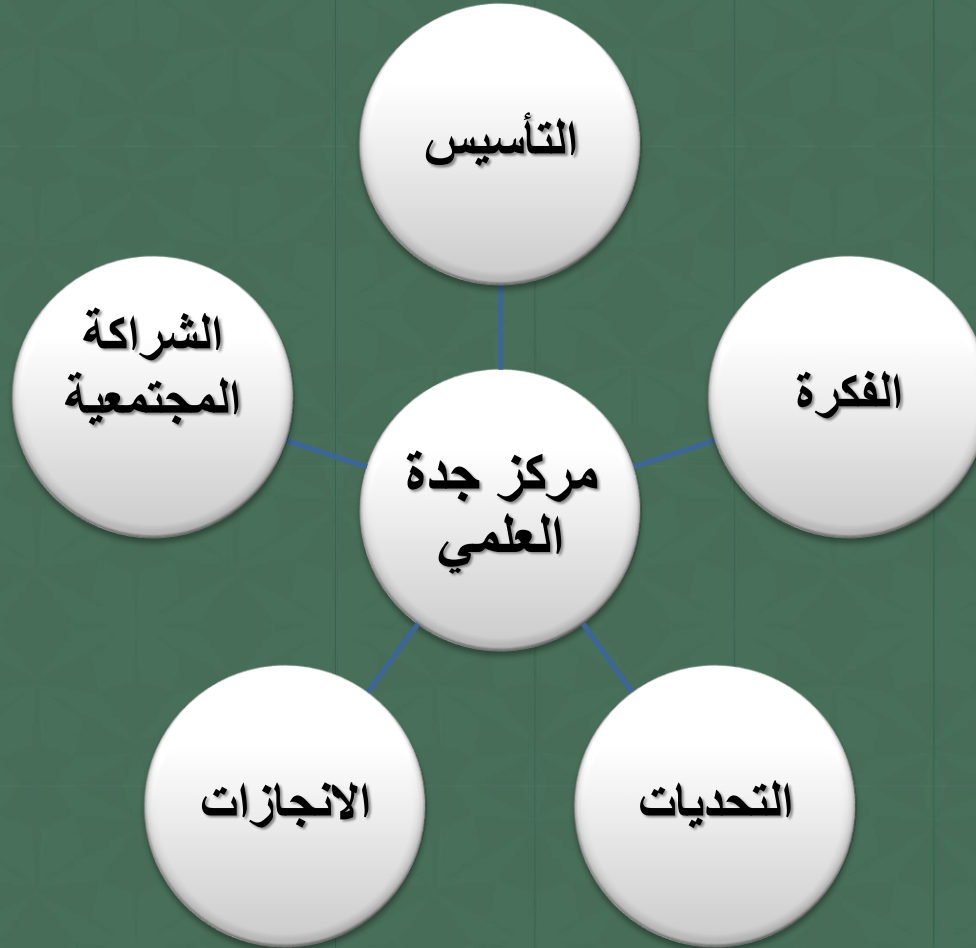 التأسيس
الفكرة
الشراكة
المجتمعية
مركز جدة
العلمي
التحديات
الانجازات